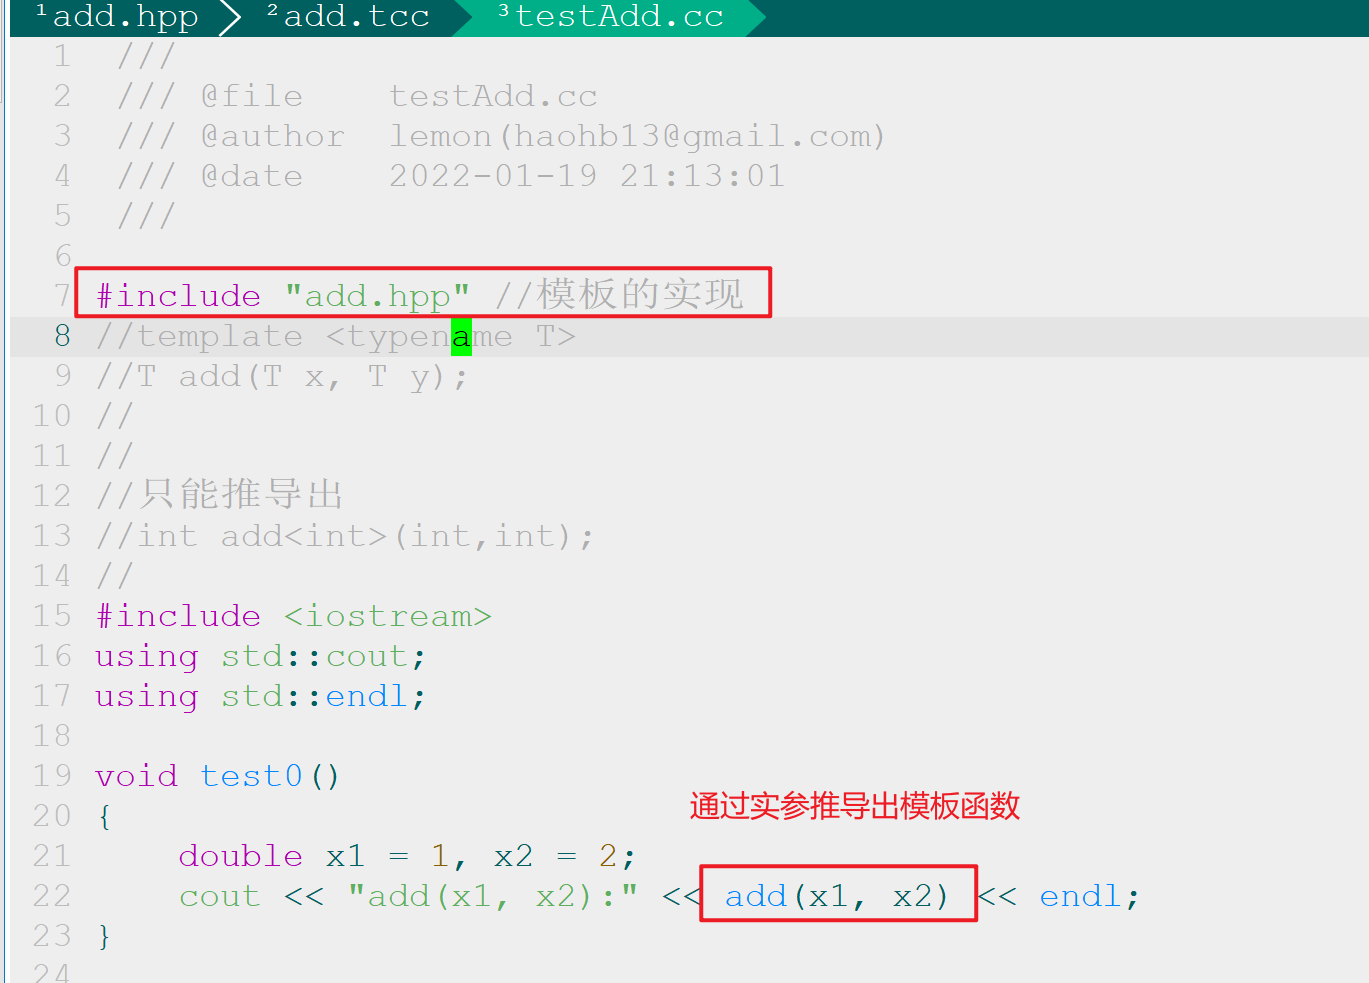 ¹add.hpp ²add.tcc ³testAdd.cc
1 ///
2 /// @file testAdd.cc
3 /// @author lemon(haohb13@gmail.com)
4 /// @date 2022-01-19 21:13:01
5 ///
6
7 #include "add.hpp" //模板的实现
8 //template <typename T>
9 //T add(T x, T y);
10 //
11 //
12 //只能推导出
13 //int add<int>(int,int);
14 //
15 #include <iostream>
16 using std::cout;
17 using std::endl;
18
19 void test0()
通过实参推导出模板函数
20 {
21 double x1 = 1, x2 = 2;
22 cout << "add(x1, x2):" << add(x1, x2) << endl;
23 }
24